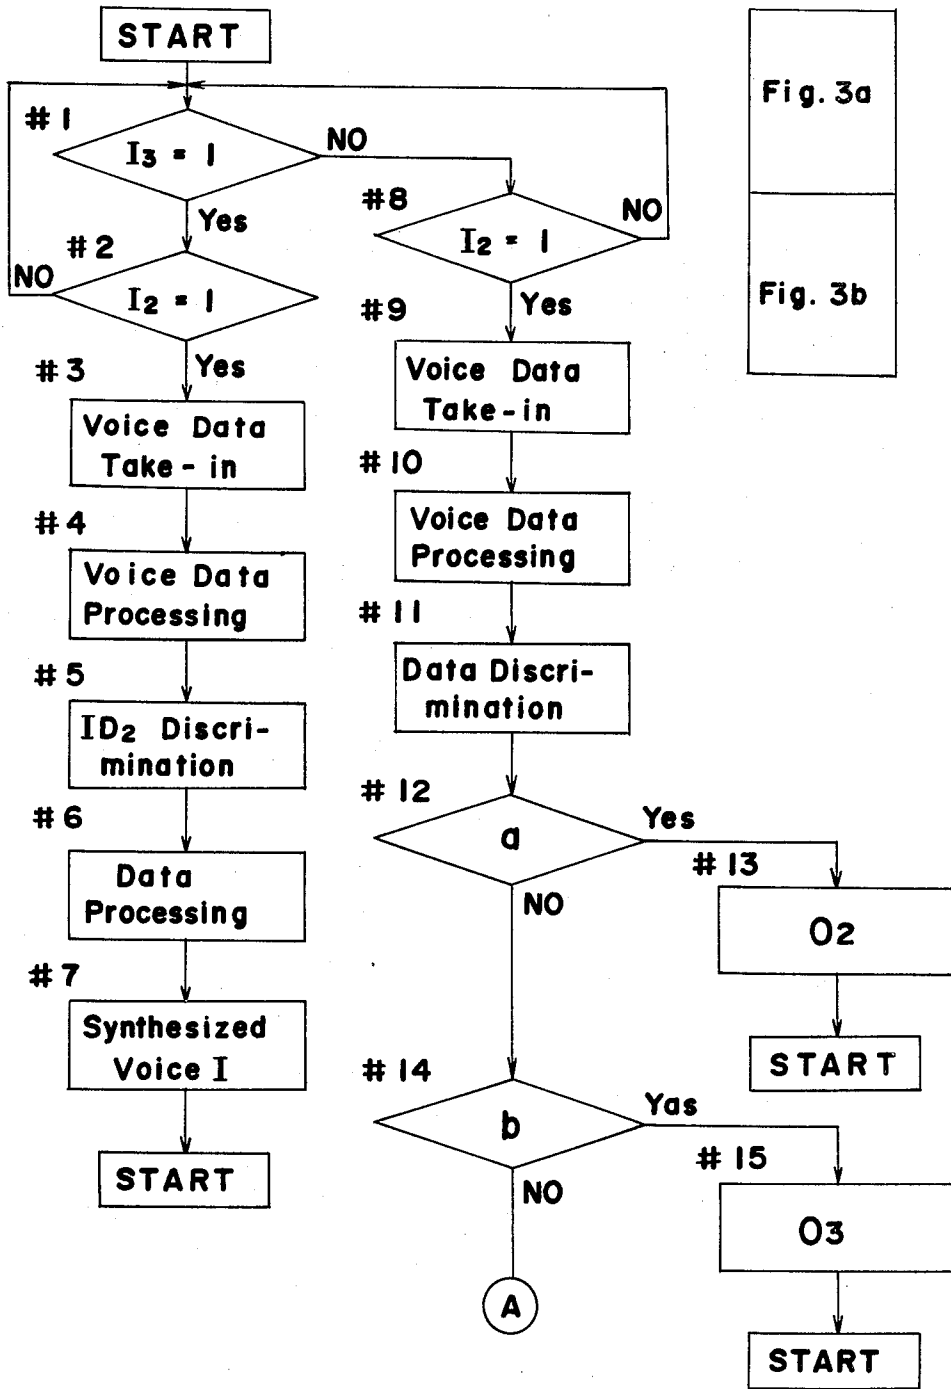 START
#1
I3 = 1
NO
Yes
#2
NO
I2 = 1
Yes
#3
Voice Data
Take-in
#4
Voice Data
Processing
#5
ID2 Discri-
mination
#6
Data
Processing
#7
Synthesized
Voice I
START
#8
I2 = 1
NO
Yes
#9
Voice Data
Take-in
#10
Voice Data
Processing
#11
Data Discri-
mination
#12
a
Yes
NO
#13
O2
START
#14
b
Yas
NO
#15
O3
START
A
Fig. 3a
Fig. 3b